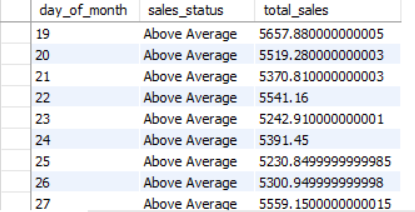 day_of_month sales_status total_sales
19 Above Average 5657.880000000005
20 Above Average 5519.280000000003
21 Above Average 5370.810000000003
22 Above Average 5541.16
23 Above Average 5242.910000000001
24 Above Average 5391.45
25 Above Average 5230.8499999999985
26 Above Average 5300.949999999998
27 Above Average 5559.1500000000015